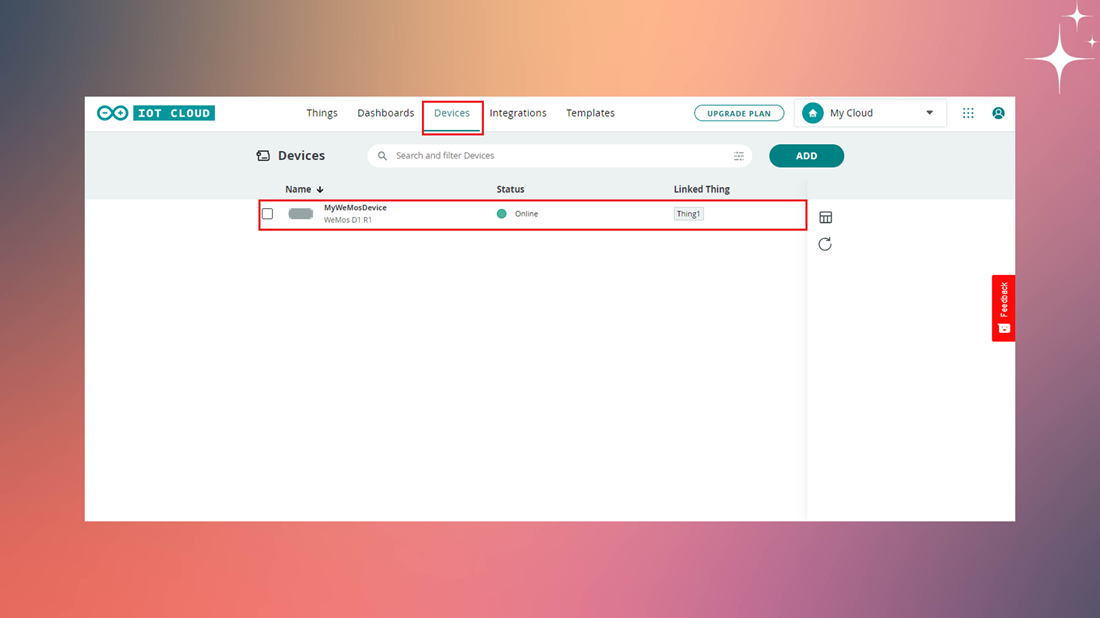 IOT CLOUD Things Dashboards Devices Integrations Templates UPGRADE PLAN My Cloud
Devices Search and filter Devices ADD
Name Status Linked Thing
MyWeMosDevice
WeMos D1 R1 Online Thing1
Feedback